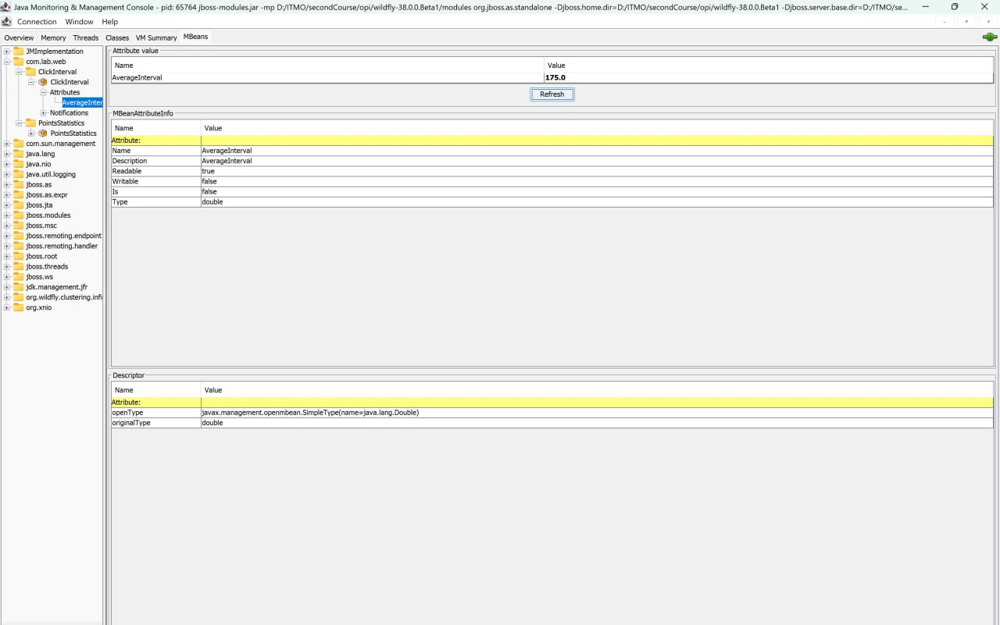 Java Monitoring & Management Console - pid: 65764 jboss-modules.jar -mp D:/ITMO/secondCourse/opi/wildfly-38.0.0.Beta1/modules org.jboss.as.standalone -Djboss.home.dir=D:/ITMO/secondCourse/opi/wildfly-38.0.0.Beta1 -Djboss.server.base.dir=D:/ITMO/se...
Connection Window Help
Overview Memory Threads Classes VM Summary MBeans
JMImplementation
com.lab.web
ClickInterval
ClickInterval
Attributes
AverageInter
Notifications
PointsStatistics
PointsStatistics
com.sun.management
java.lang
java.nio
java.util.logging
jboss.as
jboss.as.expr
jboss.jta
jboss.modules
jboss.msc
jboss.remoting.endpoint
jboss.remoting.handler
jboss.root
jboss.threads
jboss.ws
jdk.management.jfr
org.wildfly.clustering.infi
org.xnio
Attribute value
Name Value
AverageInterval 175.0
Refresh
MBeanAttributeInfo
Name Value
Attribute:
Name AverageInterval
Description AverageInterval
Readable true
Writable false
Is false
Type double
Descriptor
Name Value
Attribute:
openType javax.management.openmbean.SimpleType(name=java.lang.Double)
originalType double